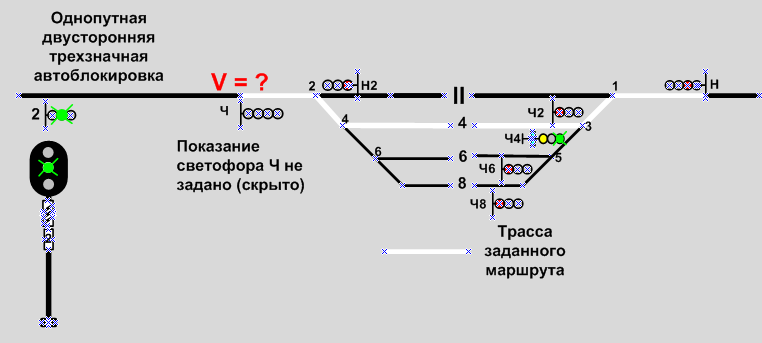 Однопутная
двусторонняя
трехзначная
автоблокировка
V = ?
2
Н2
II
1
Н
2
Ч
Ч2
4
4
3
Ч4
Показание
светофора Ч не
задано (скрыто)
6
6
5
Ч6
8
Ч8
Трасса
заданного
маршрута